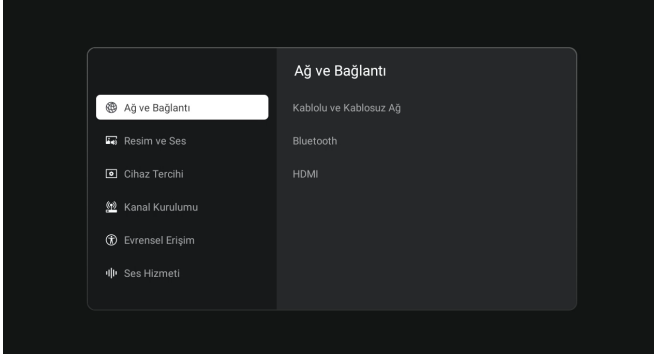 Ağ ve Bağlantı
Resim ve Ses
Cihaz Tercihi
Kanal Kurulumu
Evrensel Erişim
Ses Hizmeti
Ağ ve Bağlantı
Kablolu ve Kablosuz Ağ
Bluetooth
HDMI